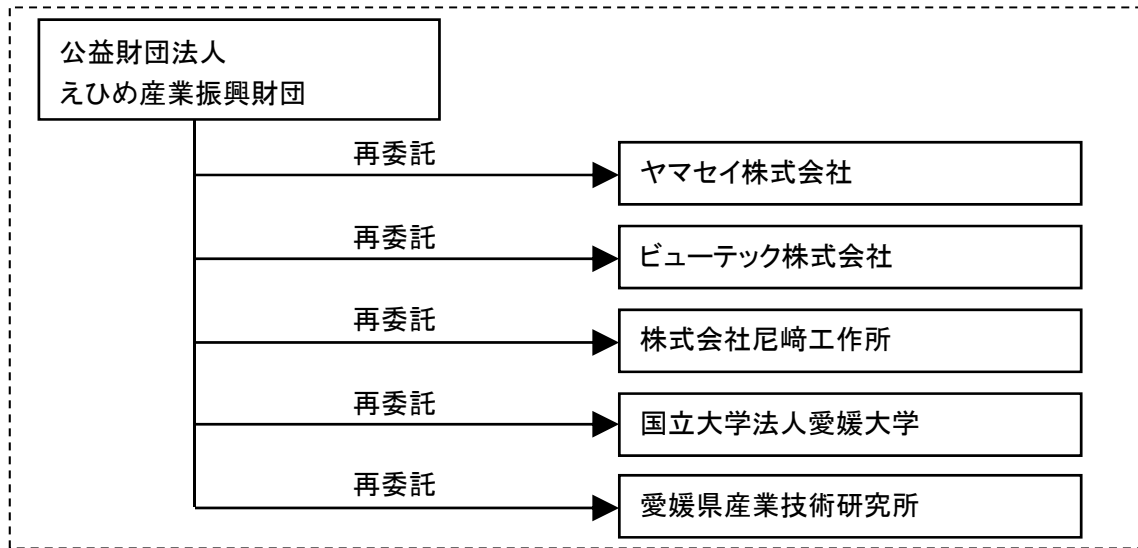 公益財団法人
えひめ産業振興財団
再委託
ヤマセイ株式会社
再委託
ビューテック株式会社
再委託
株式会社尼﨑工作所
再委託
国立大学法人愛媛大学
再委託
愛媛県産業技術研究所